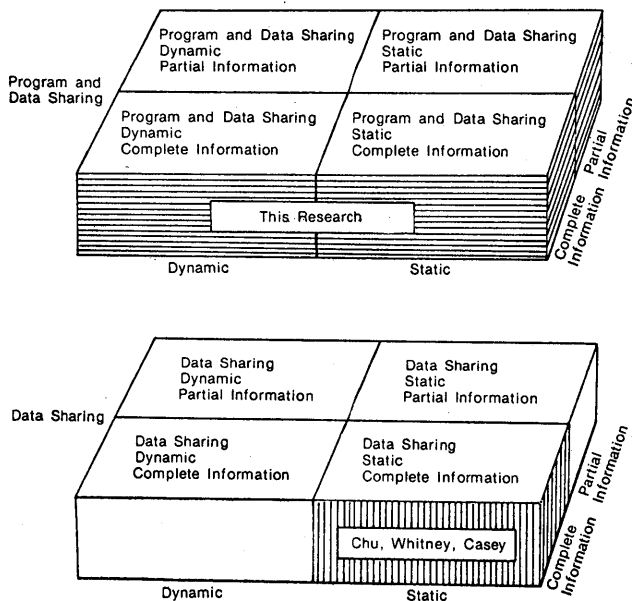 Program and Data Sharing
Dynamic
Partial Information
Program and Data Sharing
Static
Partial Information
Program and
Data Sharing
Program and Data Sharing
Dynamic
Complete Information
Program and Data Sharing
Static
Complete Information
This Research
Dynamic
Static
Complete
Information
Partial
Information
Data Sharing
Dynamic
Partial Information
Data Sharing
Static
Partial Information
Data Sharing
Data Sharing
Dynamic
Complete Information
Data Sharing
Static
Complete Information
Chu, Whitney, Casey
Dynamic
Static
Complete
Information
Partial
Information